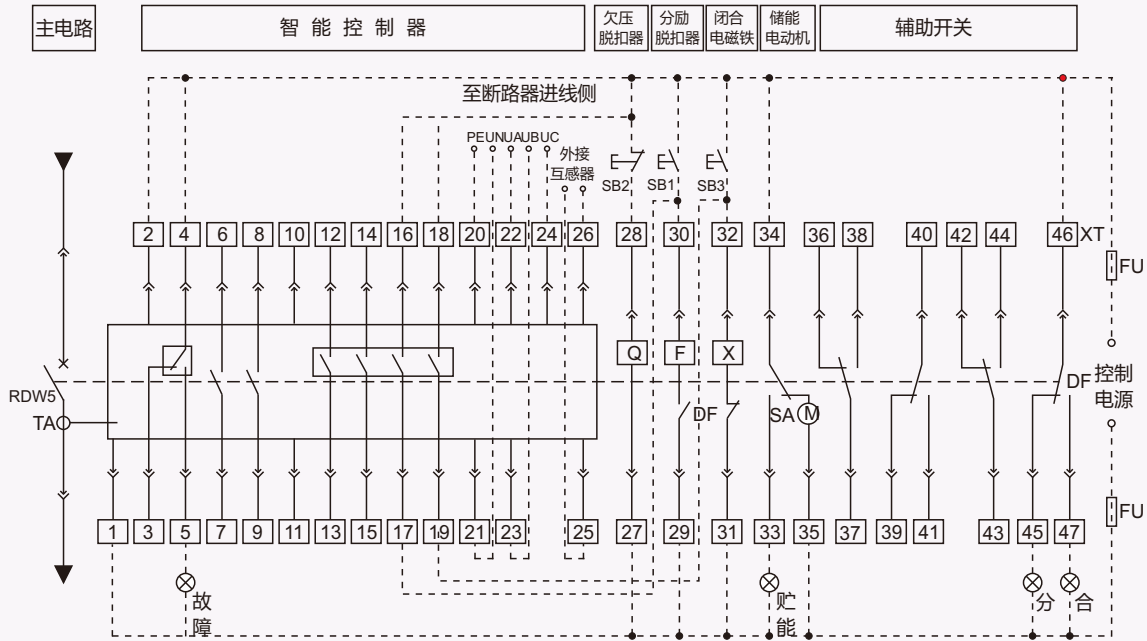 主电路 智能控制器 欠压 分励 闭合 储能 辅助开关
脱扣器 脱扣器 电磁铁 电动机
至断路器进线侧
PE UN UA UB UC
外接
互感器
SB2 SB1 SB3
2 4 6 8 10 12 14 16 18 20 22 24 26 28 30 32 34 36 38 40 42 44 46 XT
FU
Q F X
RDW5 DF 控制
电源
TA DF SA M
FU
1 3 5 7 9 11 13 15 17 19 21 23 25 27 29 31 33 35 37 39 41 43 45 47
故 贮 分 合
障 能